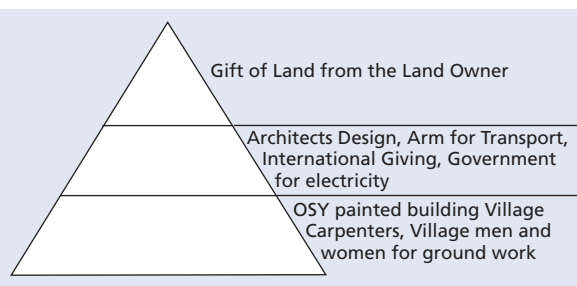 Gift of Land from the Land Owner
Architects Design, Arm for Transport,
International Giving, Government
for electricity
OSY painted building Village
Carpenters, Village men and
women for ground work